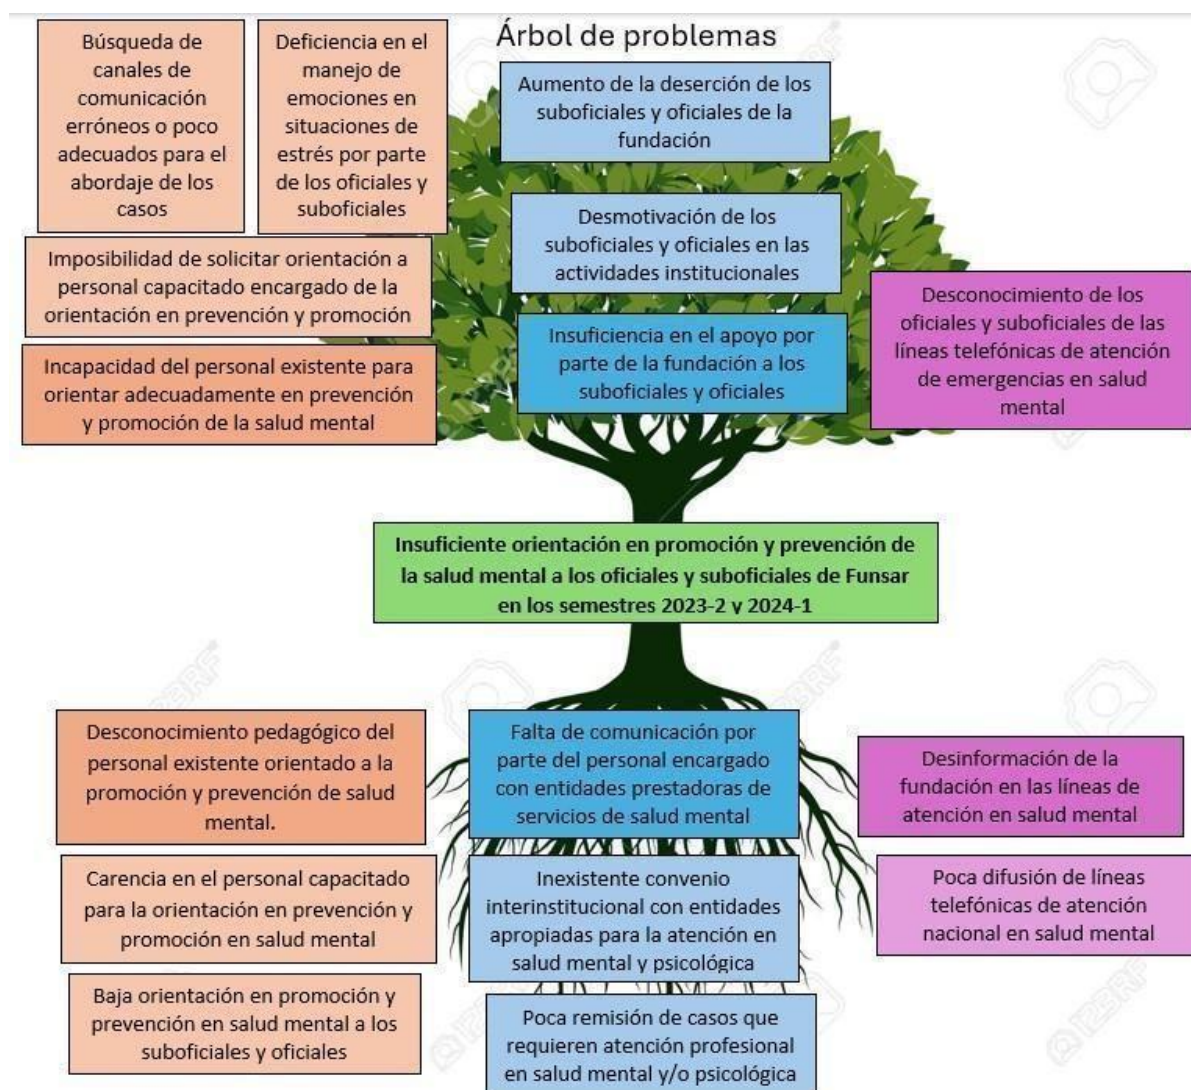 Árbol de problemas
Búsqueda de
canales de
comunicación
erróneos o poco
adecuados para el
abordaje de los
casos
Deficiencia en el
manejo de
emociones en
situaciones de
estrés por parte
de los oficiales y
suboficiales
Imposibilidad de solicitar orientación a
personal capacitado encargado de la
orientación en prevención y promoción
Incapacidad del personal existente para
orientar adecuadamente en prevención
y promoción de la salud mental
Aumento de la deserción de los
suboficiales y oficiales de la
fundación
Desmotivación de los
suboficiales y oficiales en las
actividades institucionales
Insuficiencia en el apoyo por
parte de la fundación a los
suboficiales y oficiales
Desconocimiento de los
oficiales y suboficiales de las
líneas telefónicas de atención
de emergencias en salud
mental
Insuficiente orientación en promoción y prevención de
la salud mental a los oficiales y suboficiales de Funsar
en los semestres 2023-2 y 2024-1
Desconocimiento pedagógico del
personal existente orientado a la
promoción y prevención de salud
mental.
Carencia en el personal capacitado
para la orientación en prevención y
promoción en salud mental
Baja orientación en promoción y
prevención en salud mental a los
suboficiales y oficiales
Falta de comunicación por
parte del personal encargado
con entidades prestadoras de
servicios de salud mental
Inexistente convenio
interinstitucional con entidades
apropiadas para la atención en
salud mental y psicológica
Poca remisión de casos que
requieren atención profesional
en salud mental y/o psicológica
Desinformación de la
fundación en las líneas de
atención en salud mental
Poca difusión de líneas
telefónicas de atención
nacional en salud mental
123RF
123RF
123RF
123RF